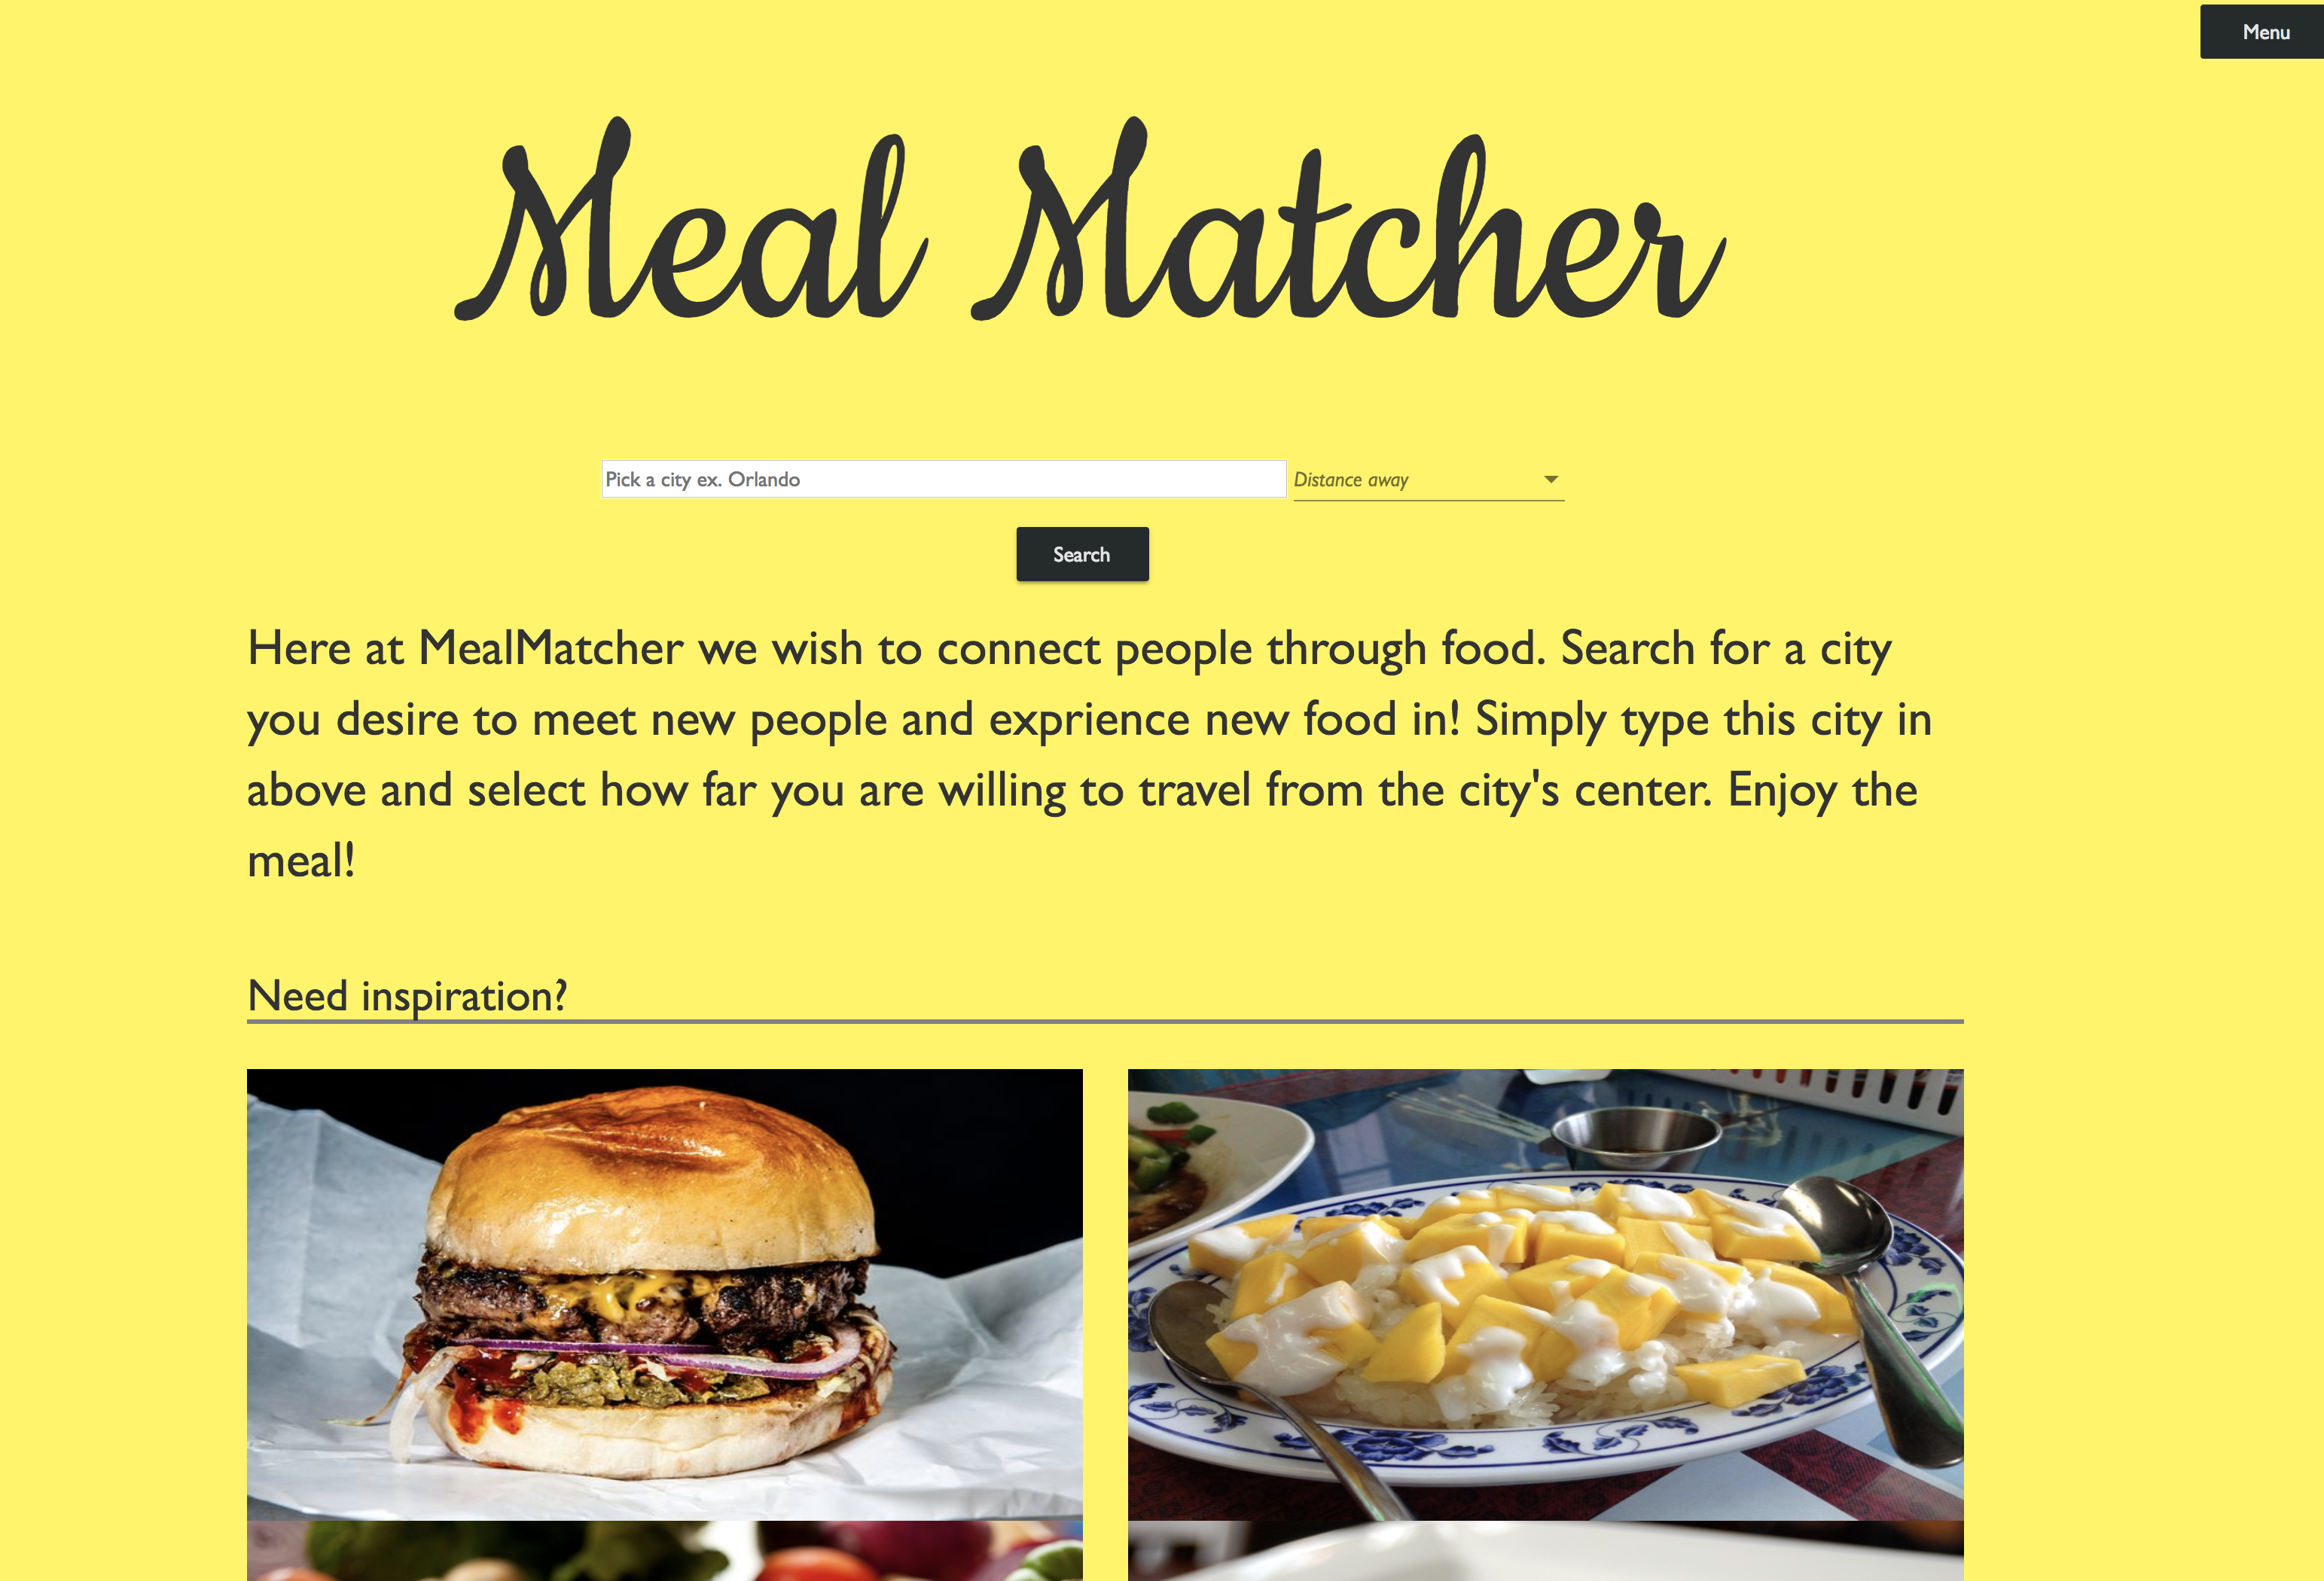 Menu
Meal Matcher
Pick a city ex. Orlando
Distance away
Search
Here at MealMatcher we wish to connect people through food. Search for a city
you desire to meet new people and exprience new food in! Simply type this city in
above and select how far you are willing to travel from the city's center. Enjoy the
meal!
Need inspiration?